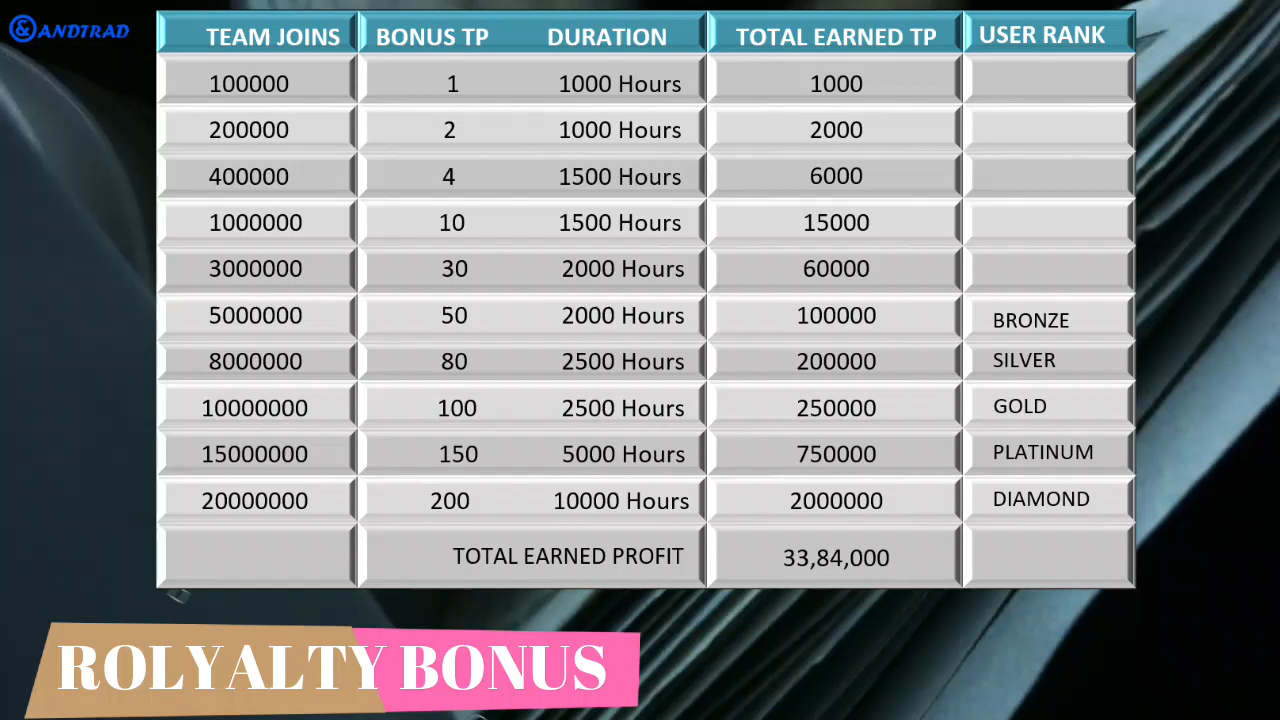 &ANDTRAD
TEAM JOINS BONUS TP DURATION TOTAL EARNED TP USER RANK
100000 1 1000 Hours 1000
200000 2 1000 Hours 2000
400000 4 1500 Hours 6000
1000000 10 1500 Hours 15000
3000000 30 2000 Hours 60000
5000000 50 2000 Hours 100000 BRONZE
8000000 80 2500 Hours 200000 SILVER
10000000 100 2500 Hours 250000 GOLD
15000000 150 5000 Hours 750000 PLATINUM
20000000 200 10000 Hours 2000000 DIAMOND
TOTAL EARNED PROFIT 33,84,000
ROLYALTY BONUS